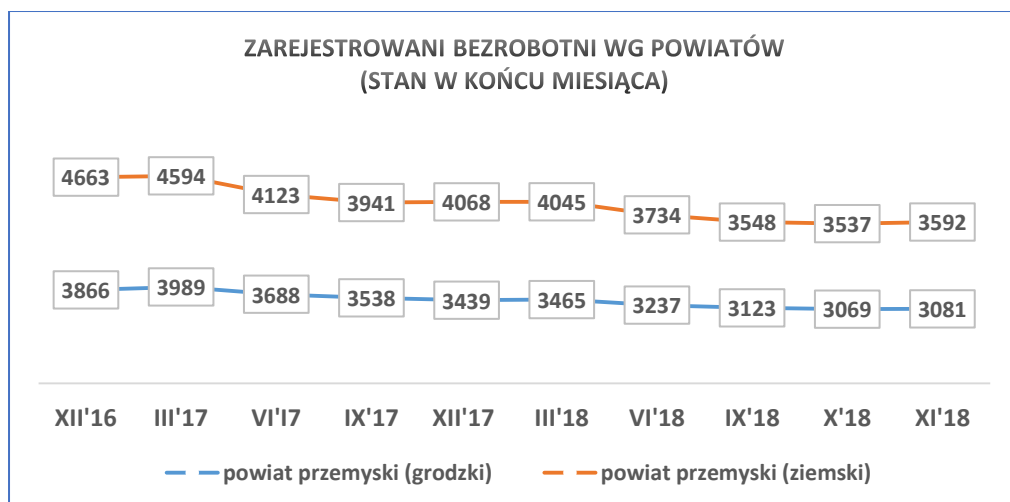 ZAREJESTROWANI BEZROBOTNI WG POWIATÓW
(STAN W KOŃCU MIESIĄCA)
4663 4594 4123 3941 4068 4045 3734 3548 3537 3592
3866 3989 3688 3538 3439 3465 3237 3123 3069 3081
XII'16 III'17 VI'I7 IX'17 XII'17 III'18 VI'18 IX'18 X'18 XI'18
powiat przemyski (grodzki) powiat przemyski (ziemski)